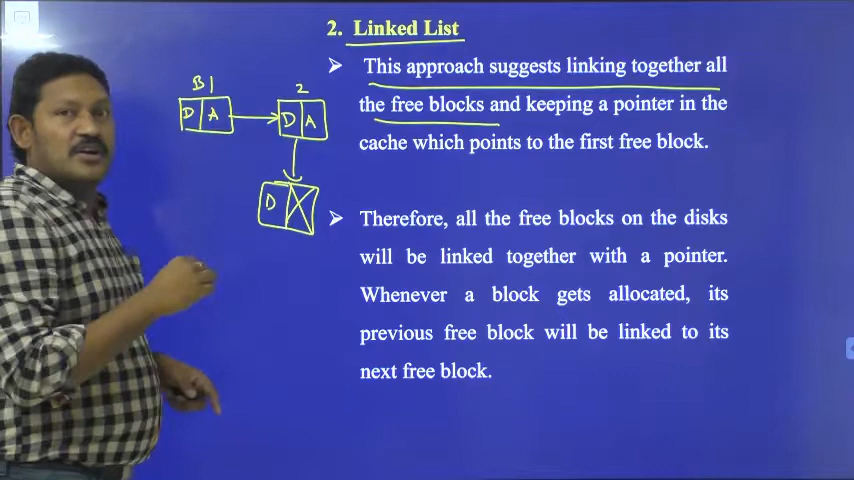 2. Linked List
➤ This approach suggests linking together all
the free blocks and keeping a pointer in the
cache which points to the first free block.
➤ Therefore, all the free blocks on the disks
will be linked together with a pointer.
Whenever a block gets allocated, its
previous free block will be linked to its
next free block.
B1
2
D A
D A
D